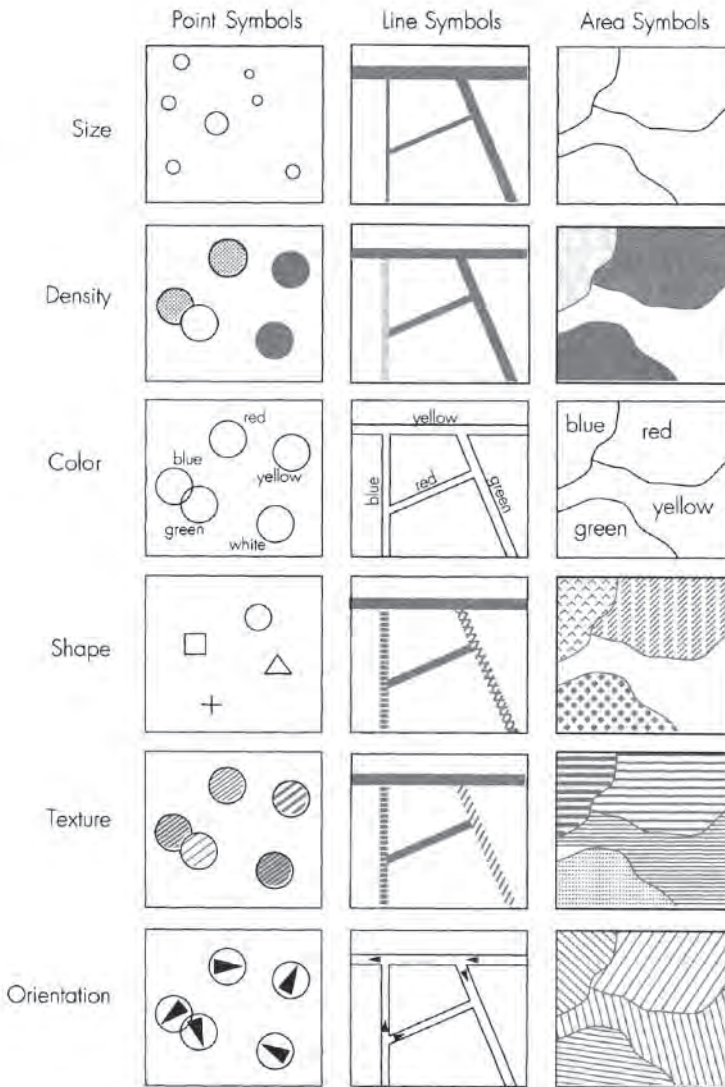 Point Symbols Line Symbols Area Symbols
Size
Density
Color
red
blue
yellow
green
white
yellow
blue
red
green
blue
red
yellow
green
Shape
Texture
Orientation